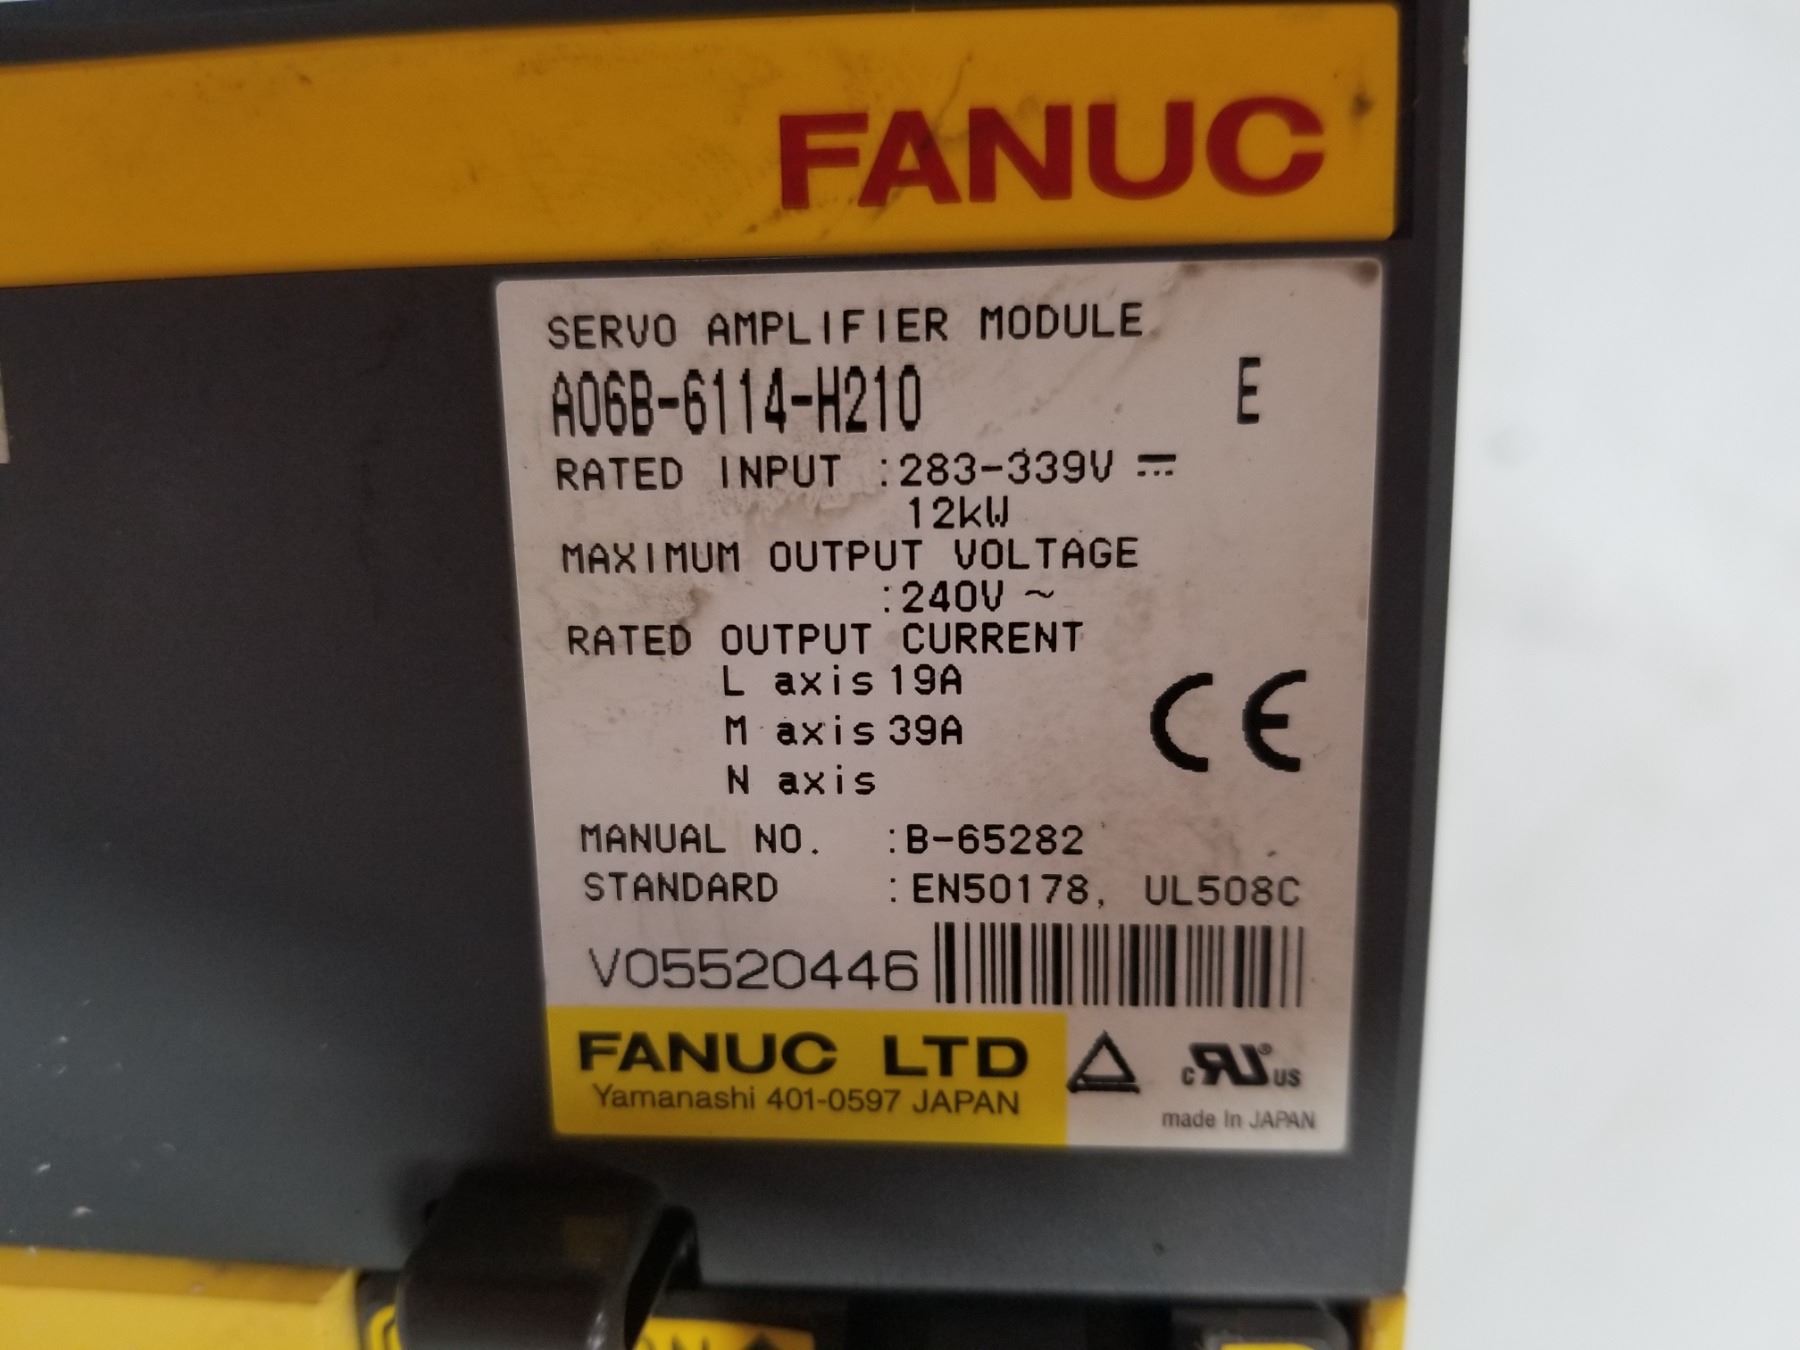 FANUC
SERVO AMPLIFIER MODULE
A06B-6114-H210 E
RATED INPUT :283-339V ⎓
12kW
MAXIMUM OUTPUT VOLTAGE
:240V ~
RATED OUTPUT CURRENT
L axis 19A
M axis 39A
N axis
CE
MANUAL NO. :B-65282
STANDARD :EN50178, UL508C
V05520446
FANUC LTD
Yamanashi 401-0597 JAPAN
c RU ® US
made In JAPAN